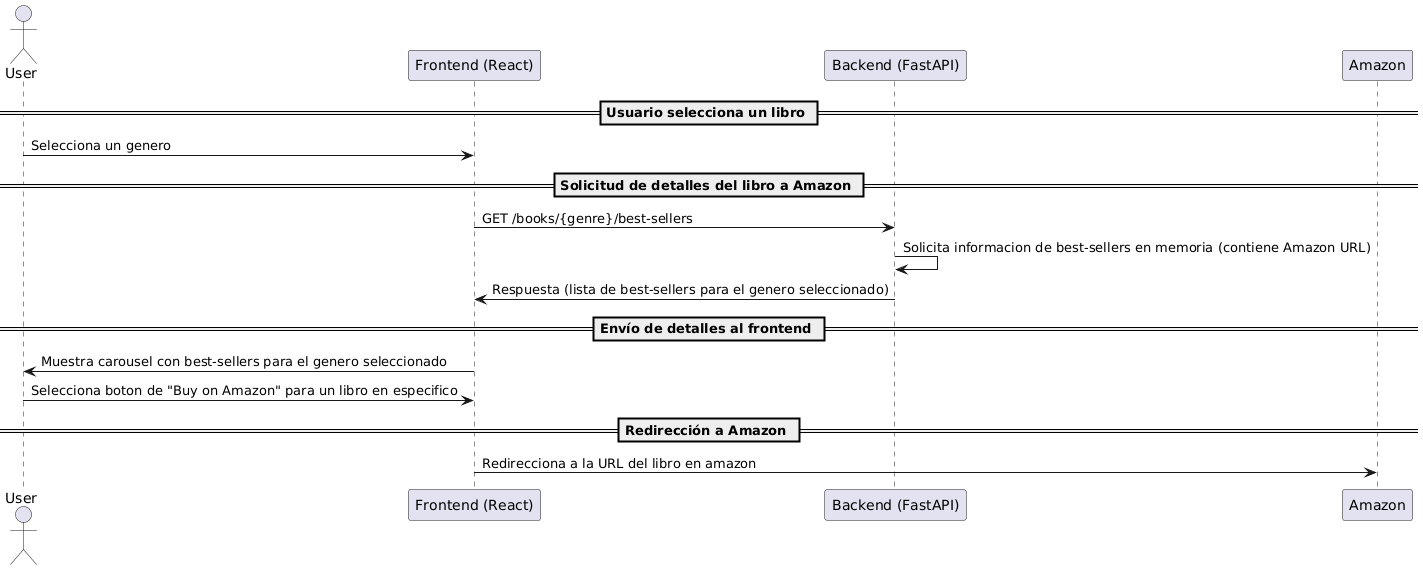 User
Frontend (React)
Backend (FastAPI)
Amazon
Usuario selecciona un libro
Selecciona un genero
Solicitud de detalles del libro a Amazon
GET /books/{genre}/best-sellers
Solicita informacion de best-sellers en memoria (contiene Amazon URL)
Respuesta (lista de best-sellers para el genero seleccionado)
Envío de detalles al frontend
Muestra carousel con best-sellers para el genero seleccionado
Selecciona boton de "Buy on Amazon" para un libro en especifico
Redirección a Amazon
Redirecciona a la URL del libro en amazon
User
Frontend (React)
Backend (FastAPI)
Amazon